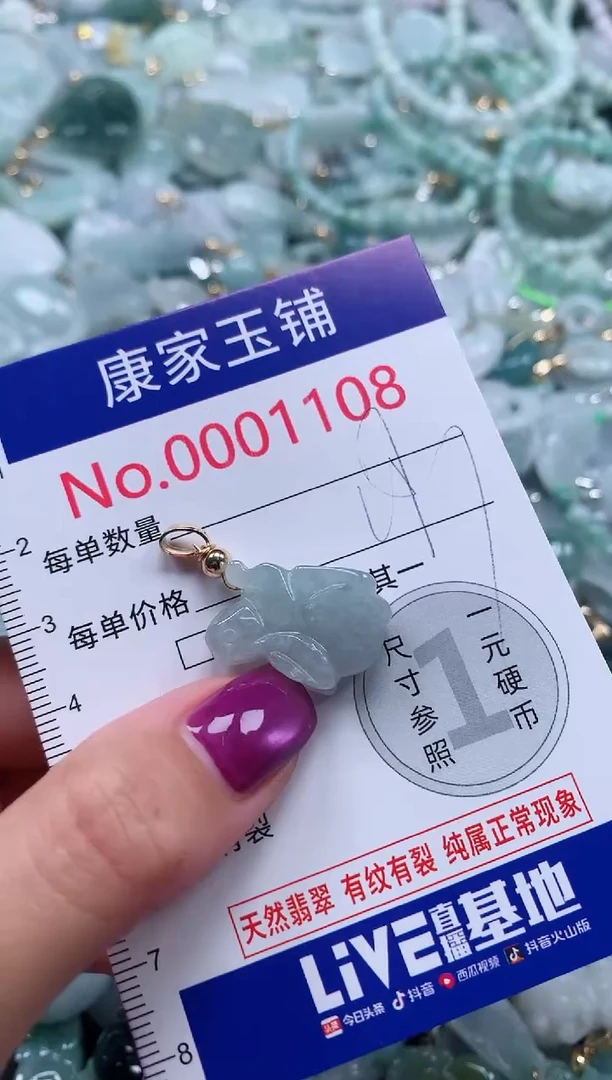 康家玉铺
No.0001108
2
每单数量
3
每单价格
其一
4
一元硬币
1
尺寸参照
裂
天然翡翠 有纹有裂 纯属正常现象
7
LiVE直播基地
头条 今日头条 抖音 西瓜视频 抖音火山版
8